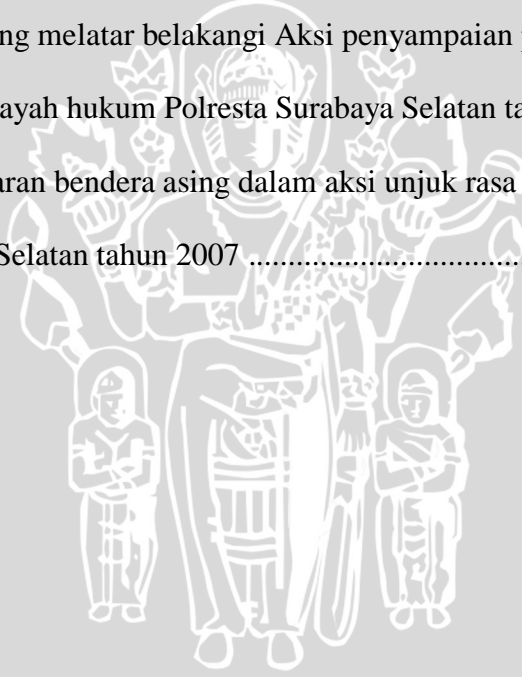 ng melatar belakangi Aksi penyampaian
ayah hukum Polresta Surabaya Selatan ta
aran bendera asing dalam aksi unjuk rasa
Selatan tahun 2007 ..................................